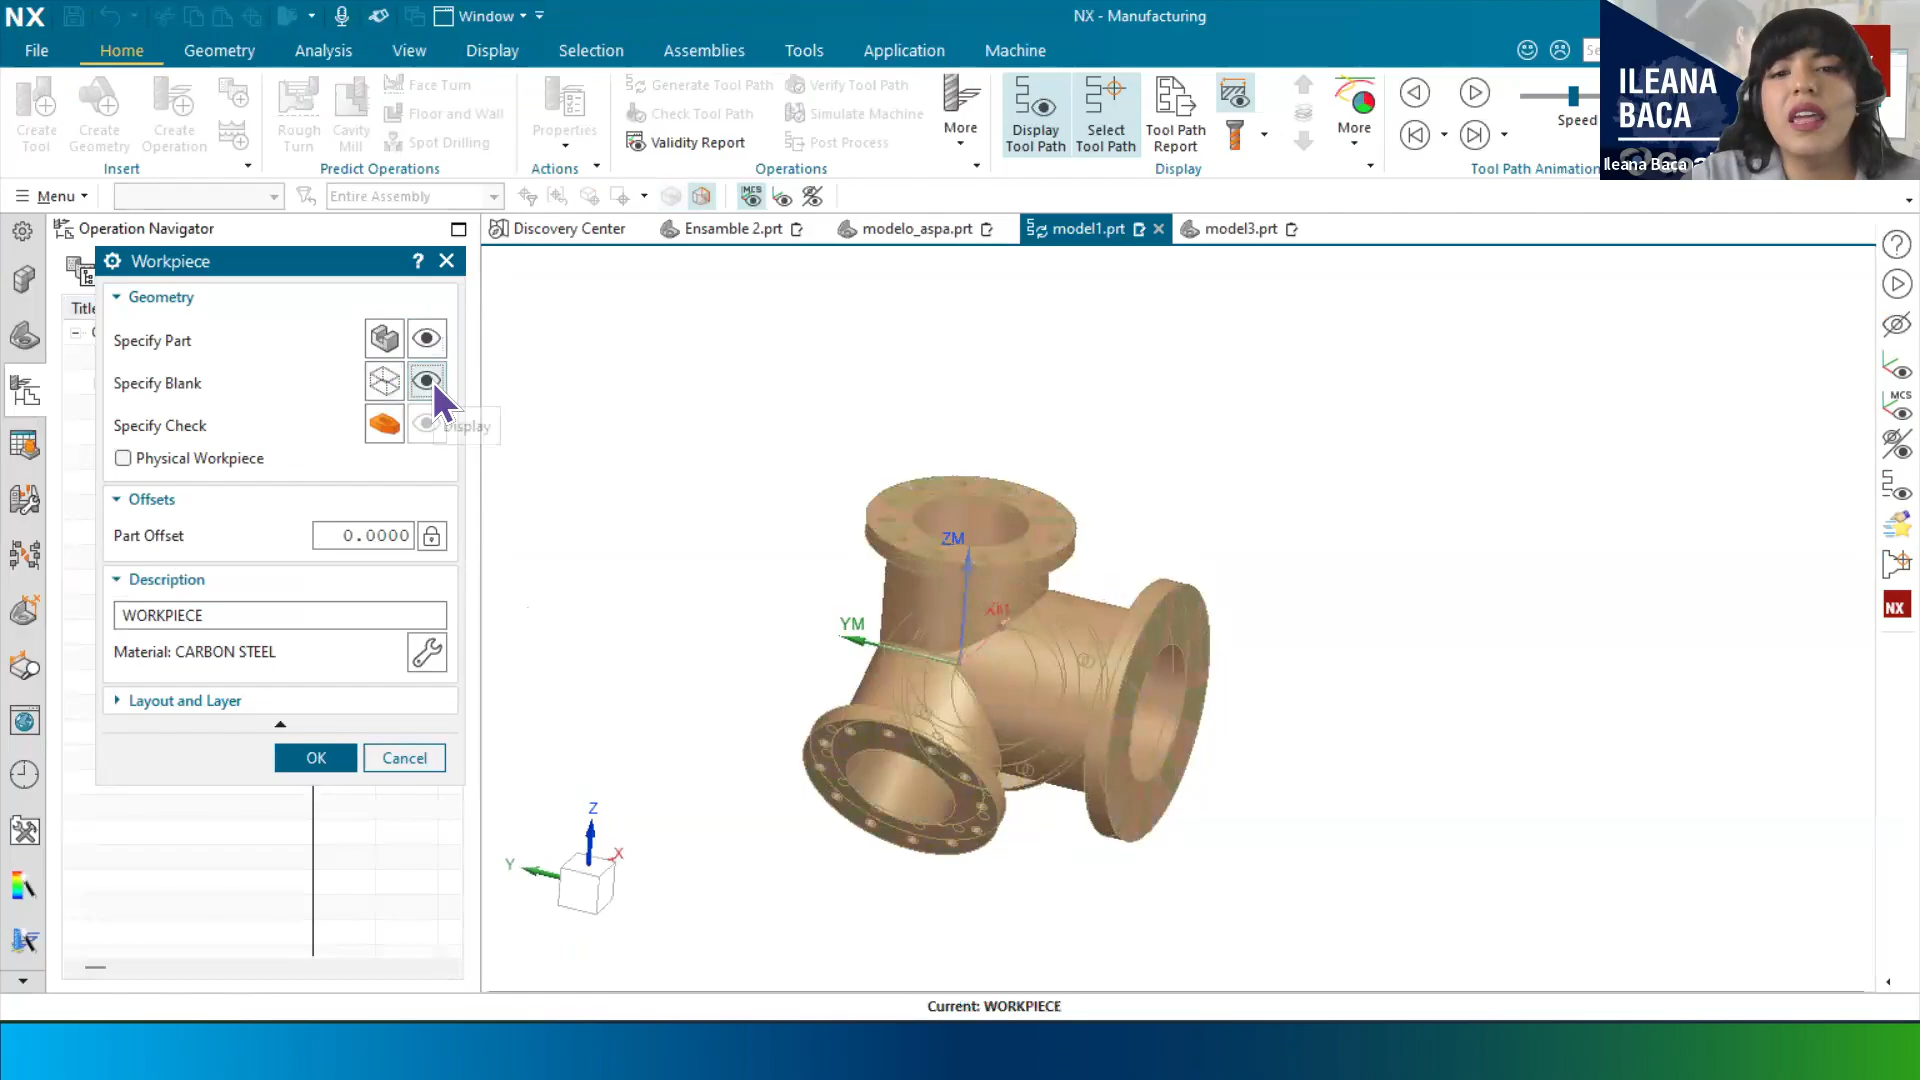 NX
Window
NX - Manufacturing
File
Home
Geometry
Analysis
View
Display
Selection
Assemblies
Tools
Application
Machine
Create
Tool
Create
Geometry
Create
Operation
Insert
Rough
Turn
Cavity
Mill
Face Turn
Floor and Wall
Spot Drilling
Predict Operations
Properties
Actions
Generate Tool Path
Check Tool Path
Validity Report
Verify Tool Path
Simulate Machine
Post Process
More
Operations
Display
Tool Path
Select
Tool Path
Tool Path
Report
More
Display
Speed
Tool Path Animation
ILEANA
BACA
Ileana Baca
Menu
Entire Assembly
MCS
Operation Navigator
Discovery Center
Ensamble 2.prt
modelo_aspa.prt
model1.prt
model3.prt
Workpiece
?
Geometry
Specify Part
Specify Blank
Specify Check
Display
Physical Workpiece
Offsets
Part Offset
0.0000
Description
WORKPIECE
Material: CARBON STEEL
Layout and Layer
OK
Cancel
ZM
YM
XM
Z
Y
X
MCS
NX
Current: WORKPIECE